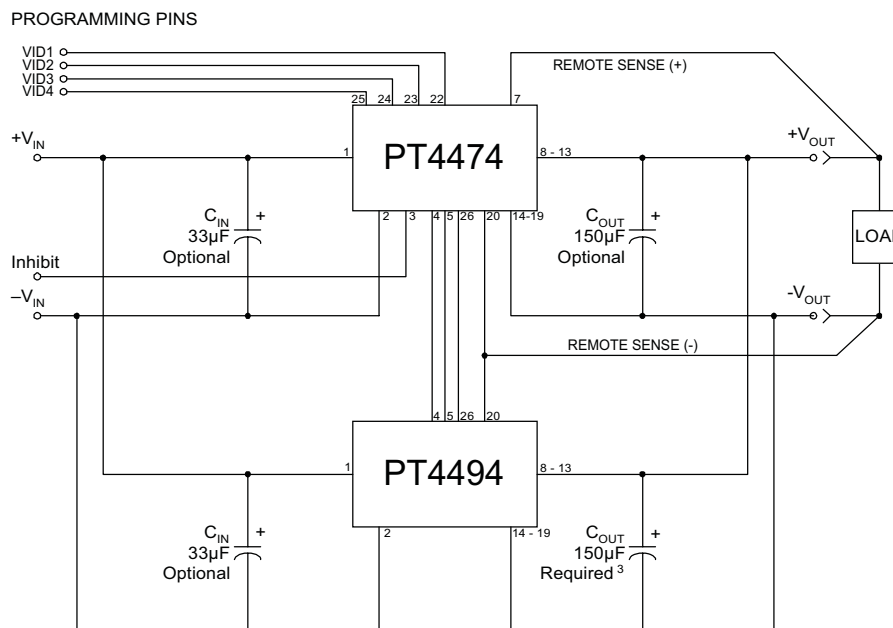 PROGRAMMING PINS
VID1
VID2
VID3
VID4
25 24 23 22 7
REMOTE SENSE (+)
+VIN
1
PT4474
8 - 13
+VOUT
2 3 4 5 26 20 14-19
CIN
33µF
Optional
+
COUT
150µF
Optional
+
LOA
Inhibit
–VIN
-VOUT
REMOTE SENSE (-)
4 5 26 20
1
PT4494
8 - 13
2
14 - 19
CIN
33µF
Optional
+
COUT
150µF
Required 3
+